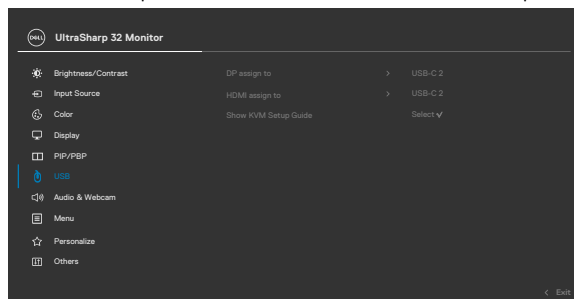 DELL
UltraSharp 32 Monitor
Brightness/Contrast
DP assign to > USB-C 2
Input Source
HDMI assign to > USB-C 2
Color
Show KVM Setup Guide Select ✓
Display
PIP/PBP
USB
Audio & Webcam
Menu
Personalize
Others
< Exit